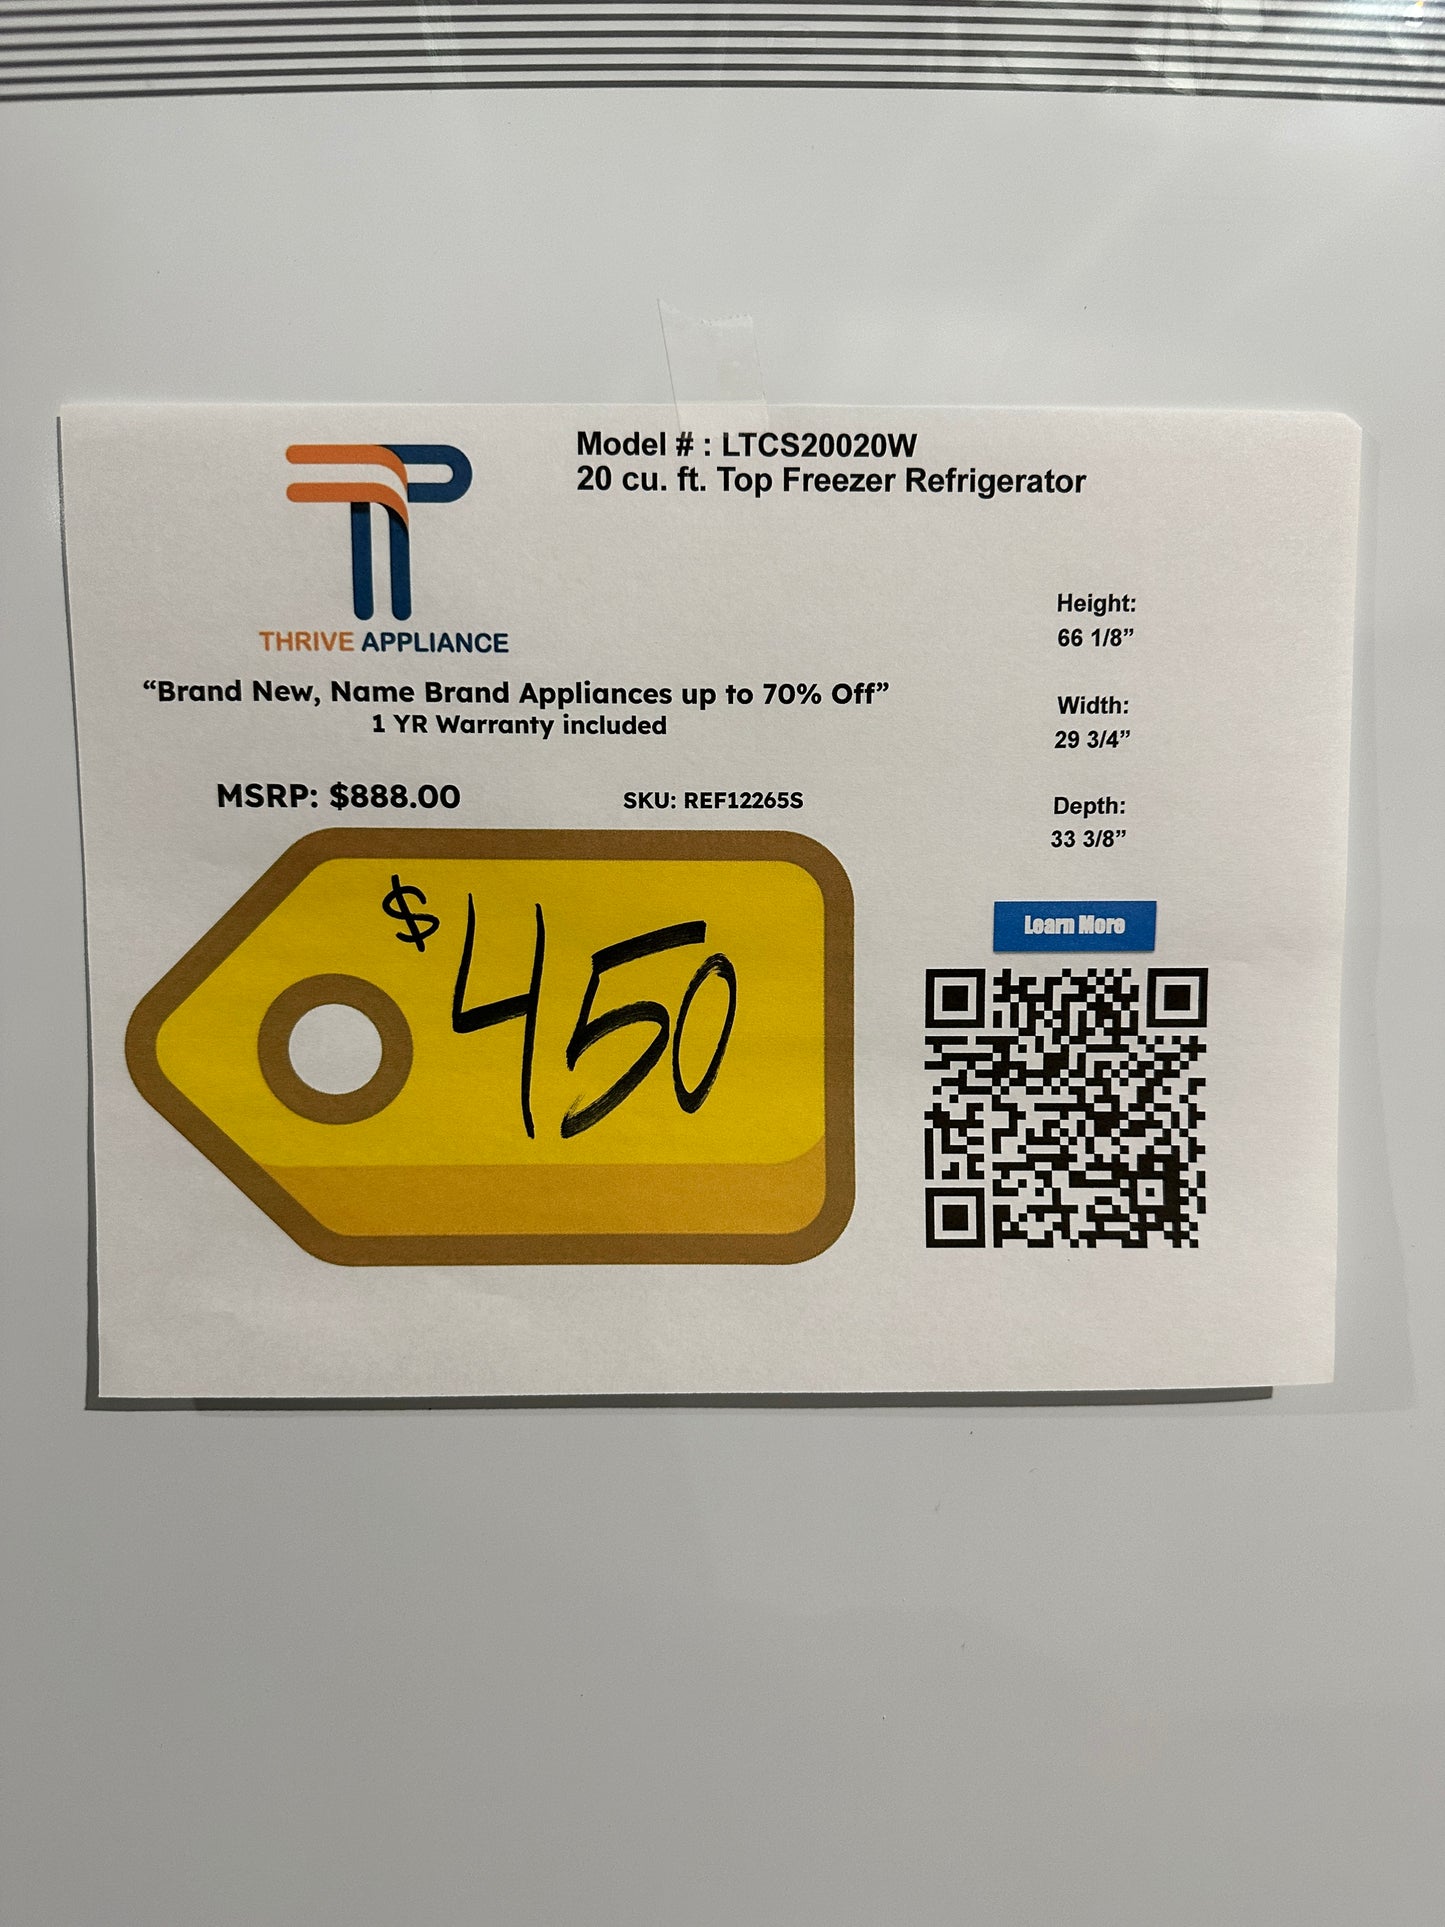 Model # : LTCS20020W
20 cu. ft. Top Freezer Refrigerator
THRIVE APPLIANCE
“Brand New, Name Brand Appliances up to 70% Off”
1 YR Warranty included
MSRP: $888.00
SKU: REF12265S
$450
Height:
66 1/8”
Width:
29 3/4”
Depth:
33 3/8”
Learn More